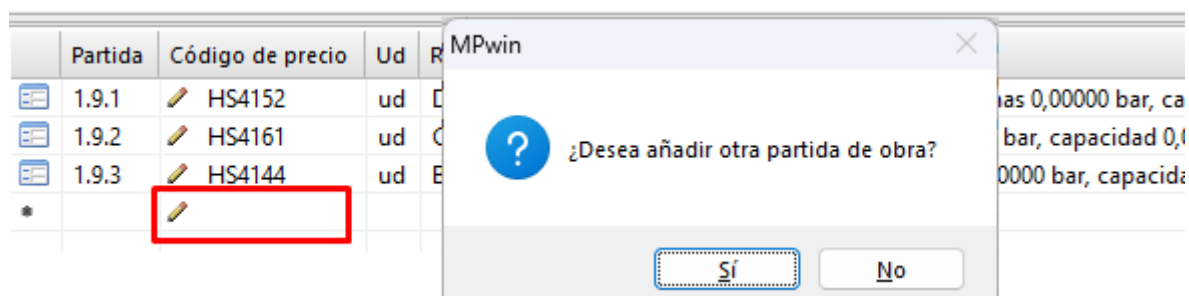 MPwin
Partida Código de precio Ud R
1.9.1 HS4152 ud nas 0,00000 bar, ca
1.9.2 HS4161 ud bar, capacidad 0,
¿Desea añadir otra partida de obra?
1.9.3 HS4144 ud 0000 bar, capacida
*
Sí No